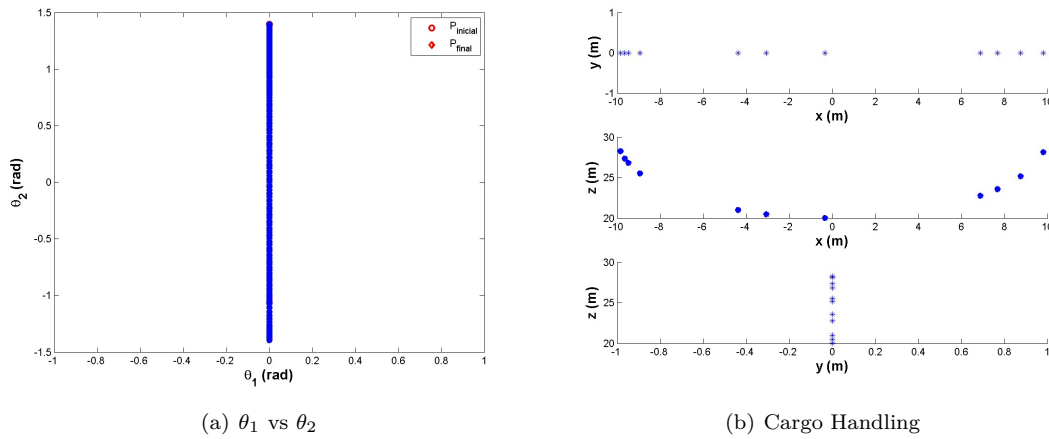 1.5
1
0.5
0
-0.5
-1
-1.5
-1 -0.8 -0.6 -0.4 -0.2 0 0.2 0.4 0.6 0.8 1
θ₂ (rad)
θ₁ (rad)
P_inicial
P_final
(a) θ₁ vs θ₂
1
0
-1
y (m)
-10 -8 -6 -4 -2 0 2 4 6 8 10
x (m)
30
25
20
z (m)
-10 -8 -6 -4 -2 0 2 4 6 8 10
x (m)
30
25
20
z (m)
-1 -0.8 -0.6 -0.4 -0.2 0 0.2 0.4 0.6 0.8 1
y (m)
(b) Cargo Handling